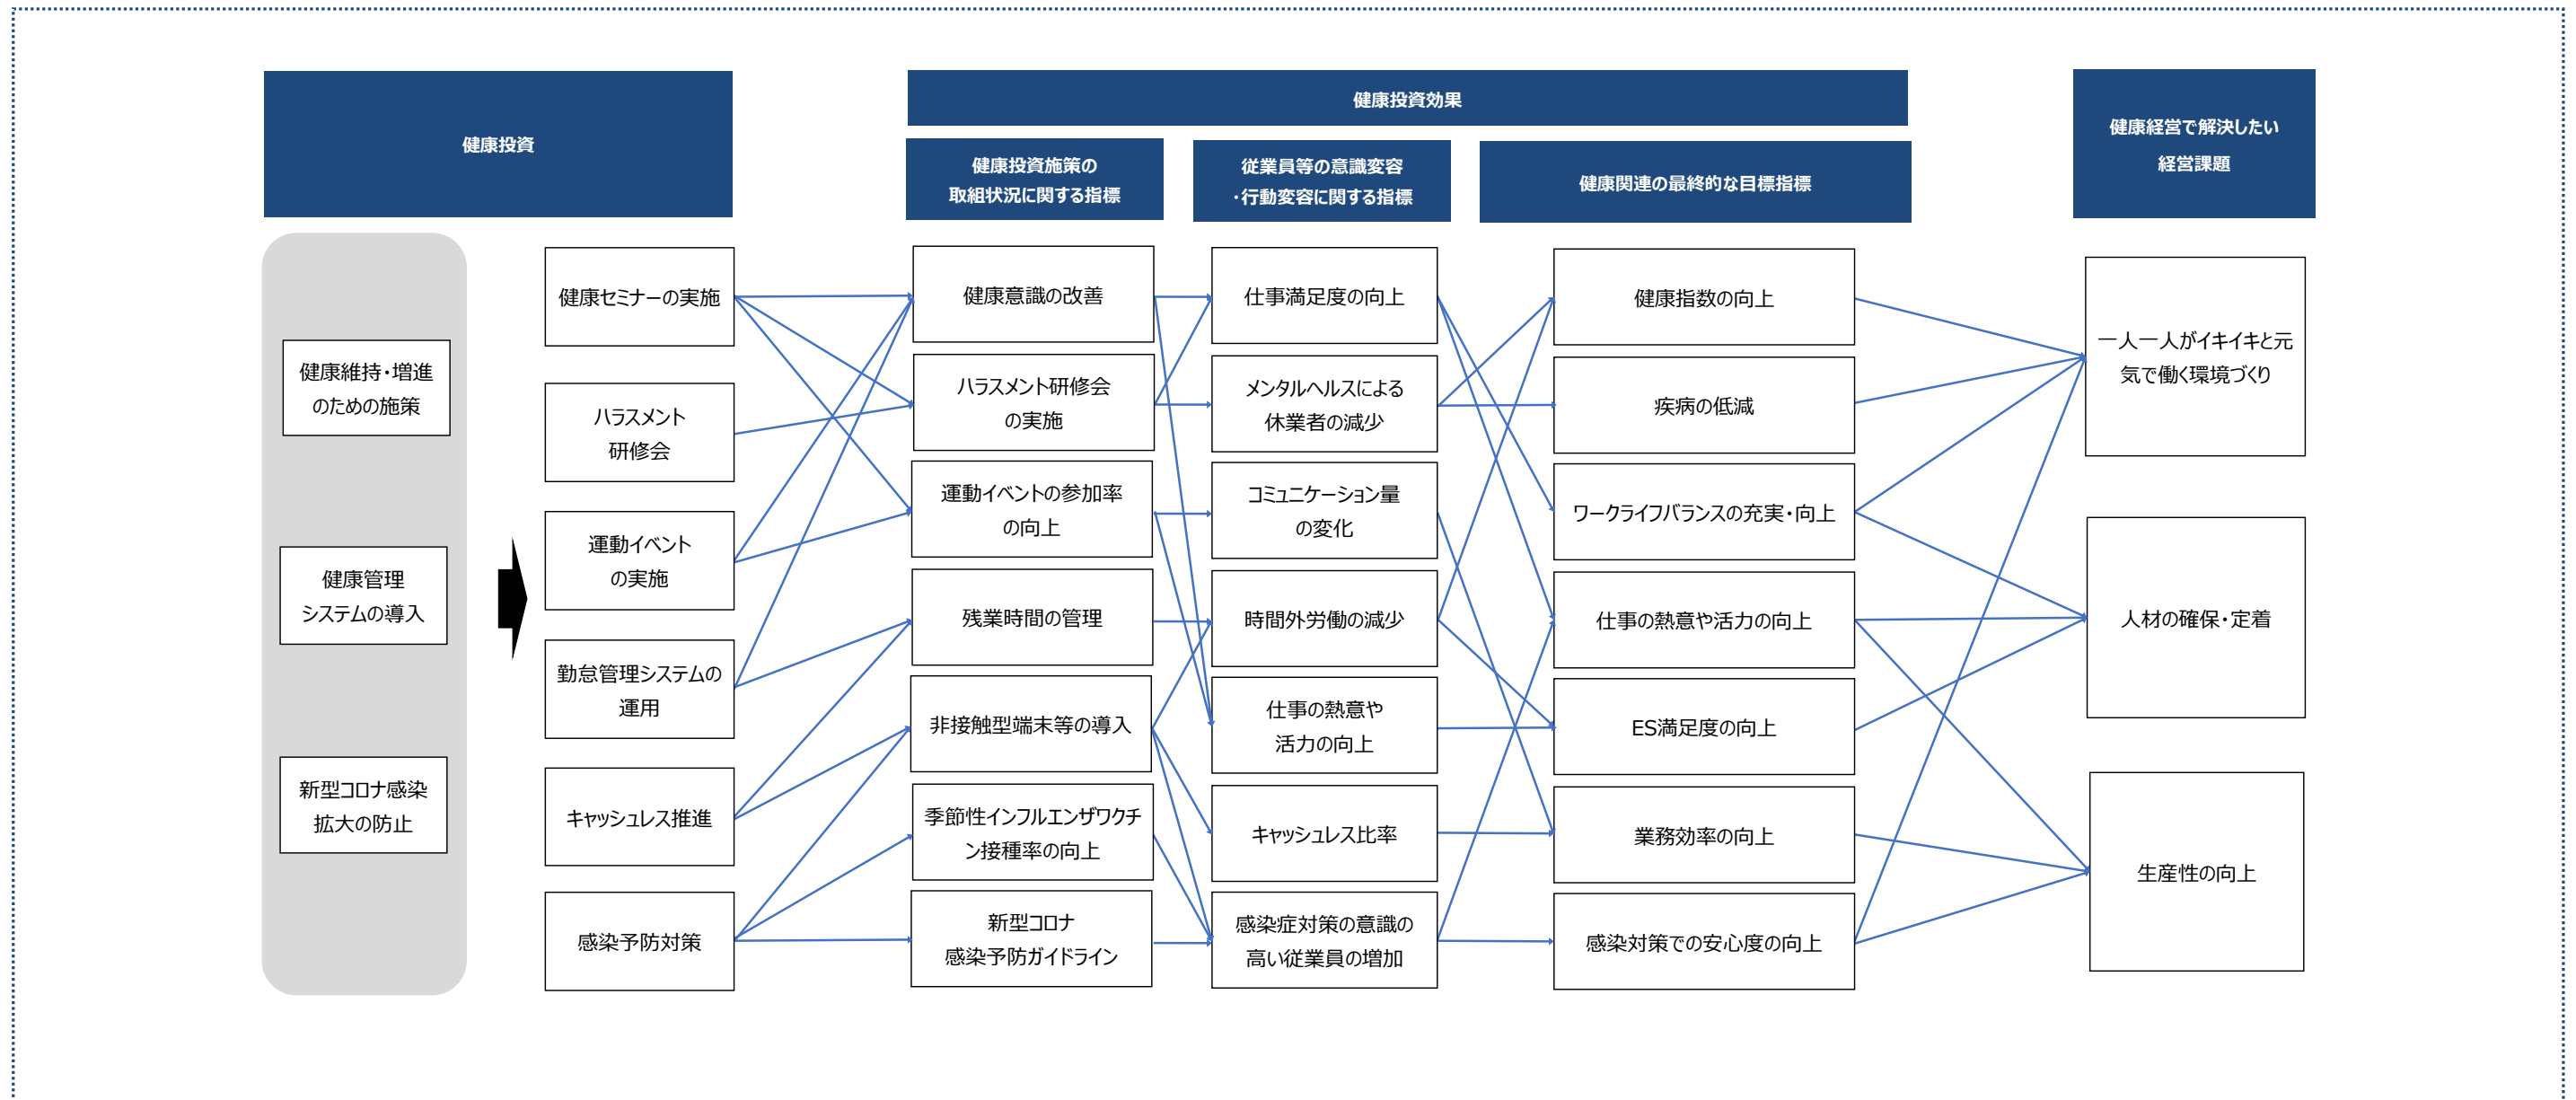 健康投資
健康投資効果
健康投資施策の
取組状況に関する指標
従業員等の意識変容
・行動変容に関する指標
健康関連の最終的な目標指標
健康経営で解決したい
経営課題
健康維持・増進
のための施策
健康管理
システムの導入
新型コロナ感染
拡大の防止
健康セミナーの実施
ハラスメント
研修会
運動イベント
の実施
勤怠管理システムの
運用
キャッシュレス推進
感染予防対策
健康意識の改善
ハラスメント研修会
の実施
運動イベントの参加率
の向上
残業時間の管理
非接触型端末等の導入
季節性インフルエンザワクチ
ン接種率の向上
新型コロナ
感染予防ガイドライン
仕事満足度の向上
メンタルヘルスによる
休業者の減少
コミュニケーション量
の変化
時間外労働の減少
仕事の熱意や
活力の向上
キャッシュレス比率
感染症対策の意識の
高い従業員の増加
健康指数の向上
疾病の低減
ワークライフバランスの充実・向上
仕事の熱意や活力の向上
ES満足度の向上
業務効率の向上
感染対策での安心度の向上
一人一人がイキイキと元
気で働く環境づくり
人材の確保・定着
生産性の向上